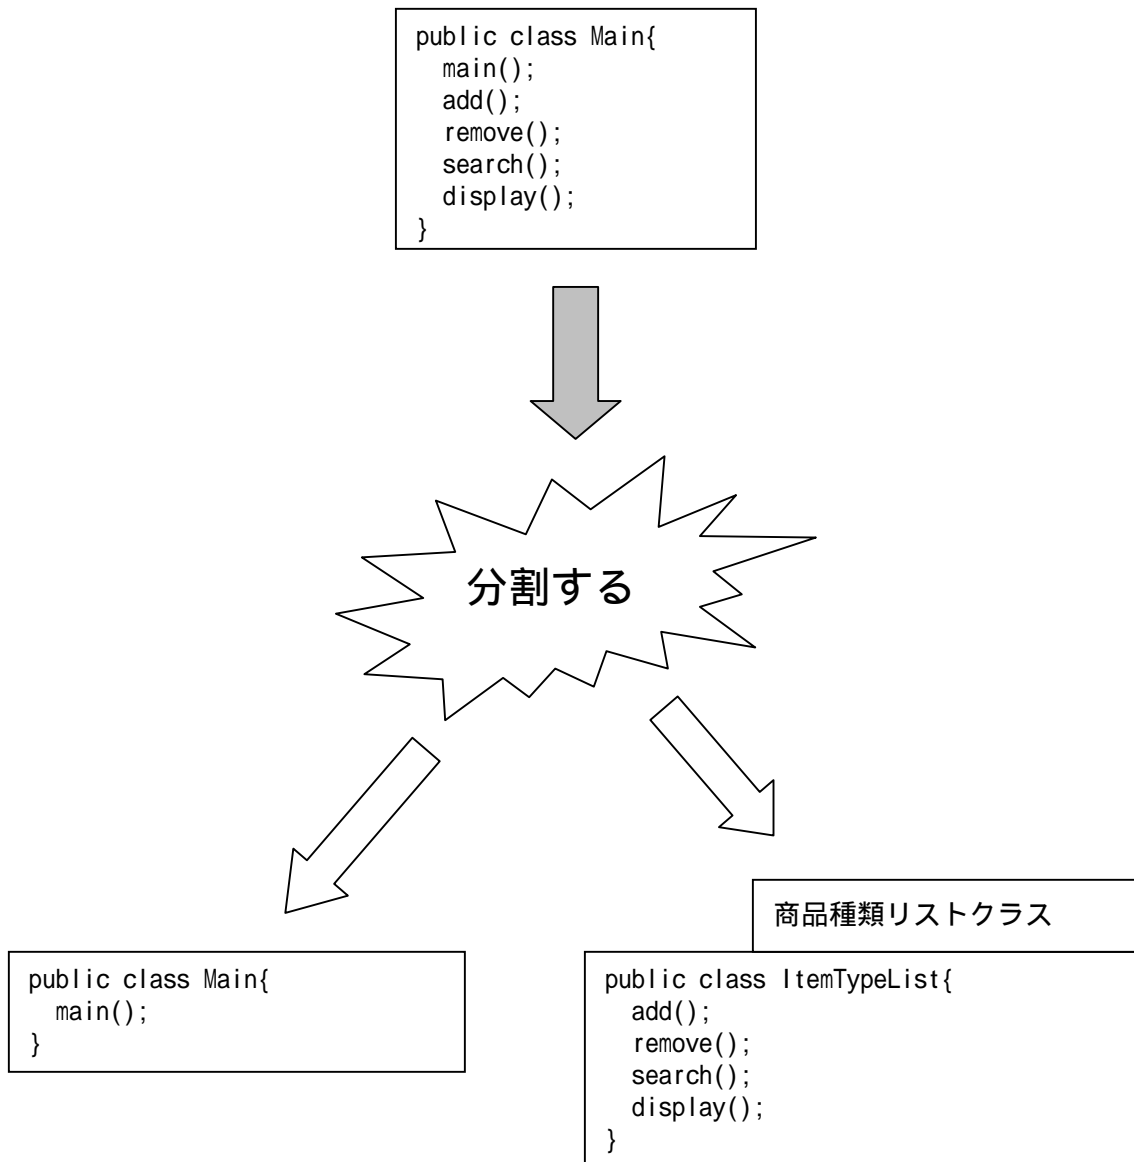 public class Main{
  main();
  add();
  remove();
  search();
  display();
}
分割する
商品種類リストクラス
public class Main{
  main();
}
public class ItemTypeList{
  add();
  remove();
  search();
  display();
}